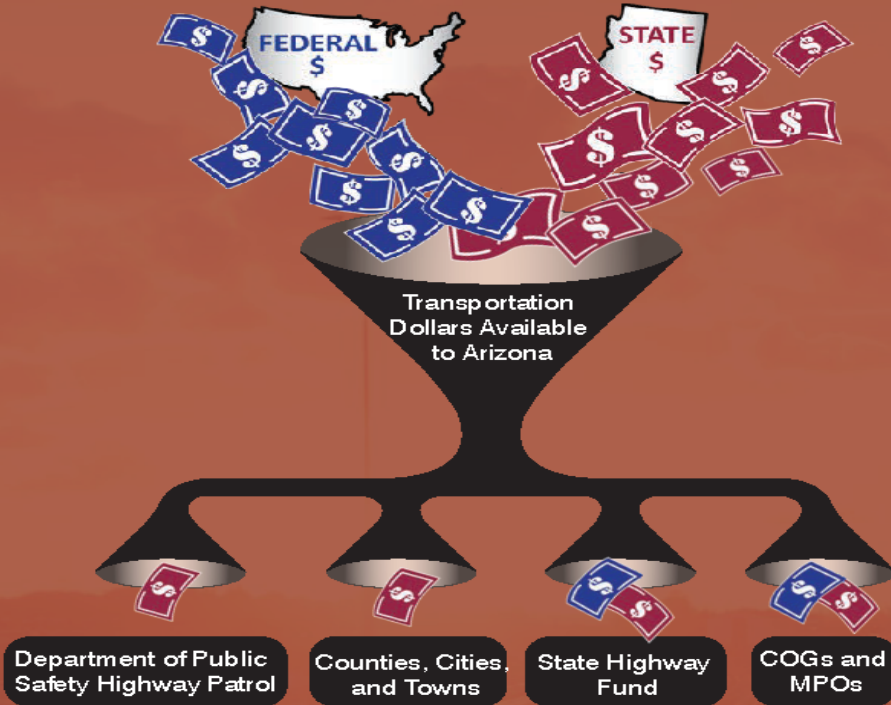 FEDERAL
$
STATE
$
Transportation
Dollars Available
to Arizona
Department of Public
Safety Highway Patrol
Counties, Cities,
and Towns
State Highway
Fund
COGs and
MPOs